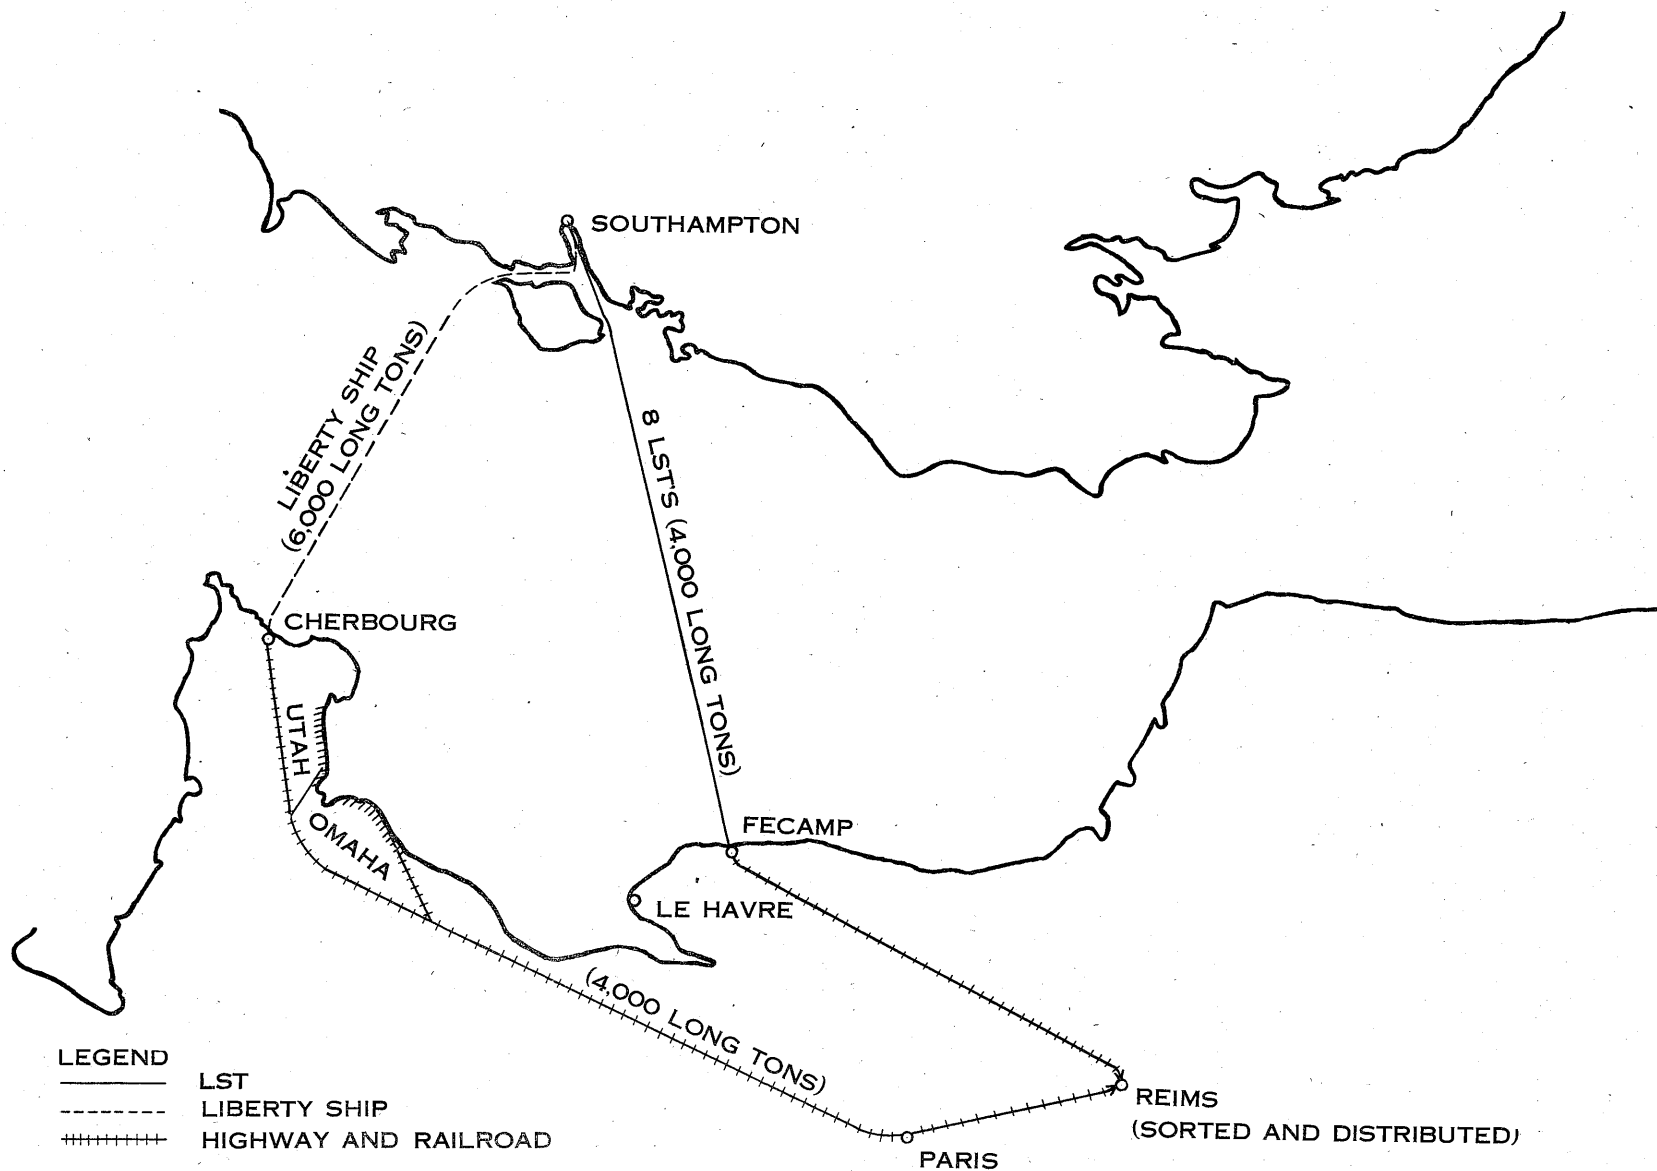 SOUTHAMPTON
LIBERTY SHIP
(6,000 LONG TONS)
8 LST'S (4,000 LONG TONS)
CHERBOURG
UTAH
OMAHA
FECAMP
LE HAVRE
(4,000 LONG TONS)
REIMS
(SORTED AND DISTRIBUTED)
PARIS
LEGEND
LST
LIBERTY SHIP
HIGHWAY AND RAILROAD